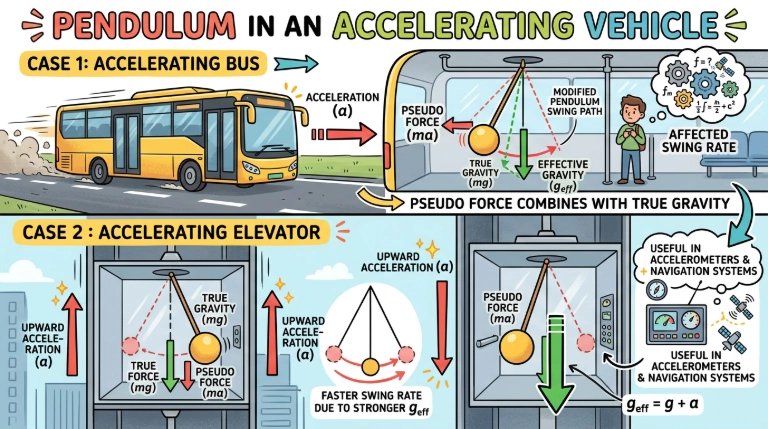 PENDULUM IN AN ACCELERATING VEHICLE
CASE 1: ACCELERATING BUS
ACCELERATION
(a)
PSEUDO
FORCE
(ma)
TRUE
GRAVITY
(mg)
MODIFIED
PENDULUM
SWING PATH
EFFECTIVE
GRAVITY
(geff)
f = ?
AFFECTED
SWING RATE
PSEUDO FORCE COMBINES WITH TRUE GRAVITY
CASE 2 : ACCELERATING ELEVATOR
UPWARD
ACCELE-
RATION
(a)
TRUE
GRAVITY
(mg)
TRUE
FORCE
(mg)
PSEUDO
FORCE (ma)
UPWARD
ACCELE-
RATION
(a)
UPWARD
ACCELERATION (a)
FASTER SWING RATE
DUE TO STRONGER geff
PSEUDO
FORCE
(ma)
geff = g + a
USEFUL IN
ACCELEROMETERS &
+ NAVIGATION SYSTEMS
USEFUL IN
ACCELEROMETERS
& NAVIGATION SYSTEMS